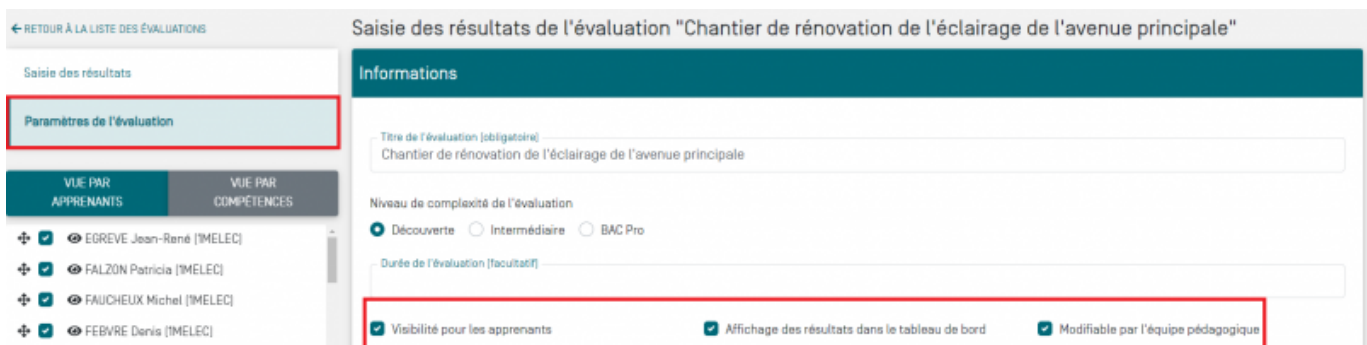 RETOUR À LA LISTE DES ÉVALUATIONS
Saisie des résultats de l'évaluation "Chantier de rénovation de l'éclairage de l'avenue principale"
Saisie des résultats
Paramètres de l'évaluation
VUE PAR APPRENANTS
VUE PAR COMPÉTENCES
EGREVE Jean-René (1MELEC)
FALZON Patricia (1MELEC)
FAUCHEUX Michel (1MELEC)
FEBVRE Denis (1MELEC)
Informations
Titre de l'évaluation (obligatoire)
Chantier de rénovation de l'éclairage de l'avenue principale
Niveau de complexité de l'évaluation
Découverte Intermédiaire BAC Pro
Durée de l'évaluation (facultatif)
Visibilité pour les apprenants Affichage des résultats dans le tableau de bord Modifiable par l'équipe pédagogique